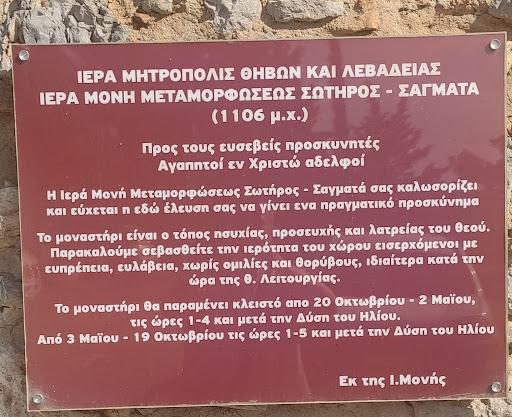 ΙΕΡΑ ΜΗΤΡΟΠΟΛΙΣ ΘΗΒΩΝ ΚΑΙ ΛΕΒΑΔΕΙΑΣ
ΙΕΡΑ ΜΟΝΗ ΜΕΤΑΜΟΡΦΩΣΕΩΣ ΣΩΤΗΡΟΣ - ΣΑΓΜΑΤΑ
(1106 μ.χ.)
Προς τους ευσεβείς προσκυνητές
Αγαπητοί εν Χριστώ αδελφοί
Η Ιερά Μονή Μεταμορφώσεως Σωτήρος - Σαγματά σας καλωσορίζει
και εύχεται η εδώ έλευση σας να γίνει ενα πραγματικό προσκύνημα
Το μοναστήρι είναι ο τόπος ησυχίας, προσευχής και λατρείας του θεού.
Παρακαλούμε σεβασθείτε την ιερότητα του χώρου εισερχόμενοι με
ευπρέπεια, ευλάβεια, χωρίς ομιλίες και θορύβους, ιδιαίτερα κατά την
ώρα της θ. Λειτουργίας.
Το μοναστήρι θα παραμένει κλειστό απο 20 Οκτωβρίου - 2 Μαϊου,
τις ώρες 1-4 και μετά την Δύση του Ηλίου.
Από 3 Μαϊου - 19 Οκτωβρίου τις ώρες 1-5 και μετά την Δύση του Ηλίου
Εκ της Ι.Μονής